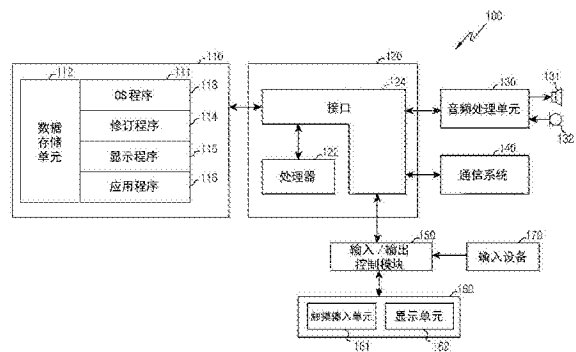 100
110
120
112
111
124
130
131
OS程序
113
接口
音频处理单元
修订程序
114
132
数据
存储
单元
显示程序
115
122
140
应用程序
116
处理器
通信系统
150
170
输入/输出
控制模块
输入设备
160
触摸输入单元
显示单元
161
162